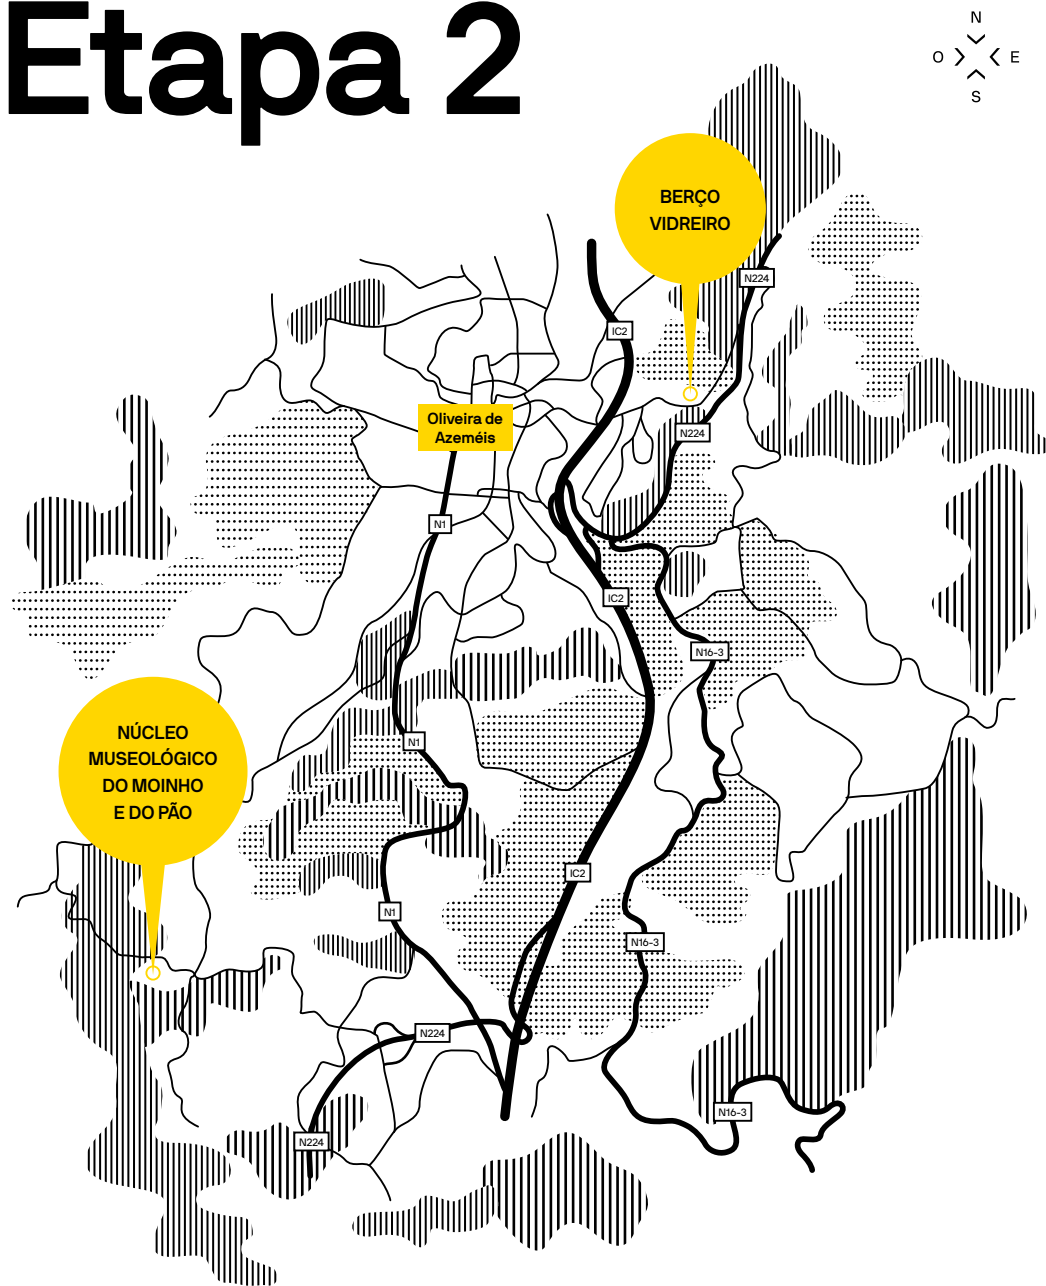 Etapa 2
N
O
E
S
BERÇO
VIDREIRO
N224
IC2
Oliveira de
Azeméis
N224
N1
IC2
N16-3
NÚCLEO
MUSEOLÓGICO
DO MOINHO
E DO PÃO
N1
IC2
N1
N16-3
N224
N16-3
N224